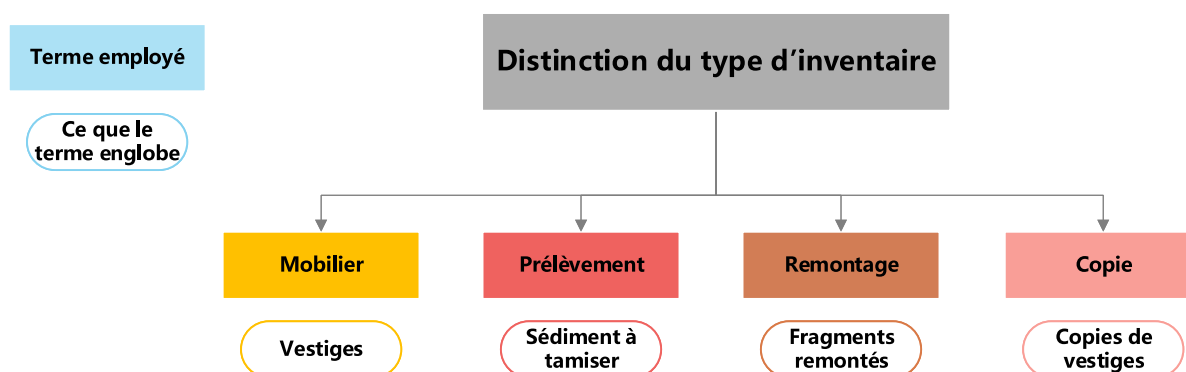 Terme employé
Distinction du type d’inventaire
Ce que le
terme englobe
Mobilier
Prélèvement
Remontage
Copie
Vestiges
Sédiment à
tamiser
Fragments
remontés
Copies de
vestiges